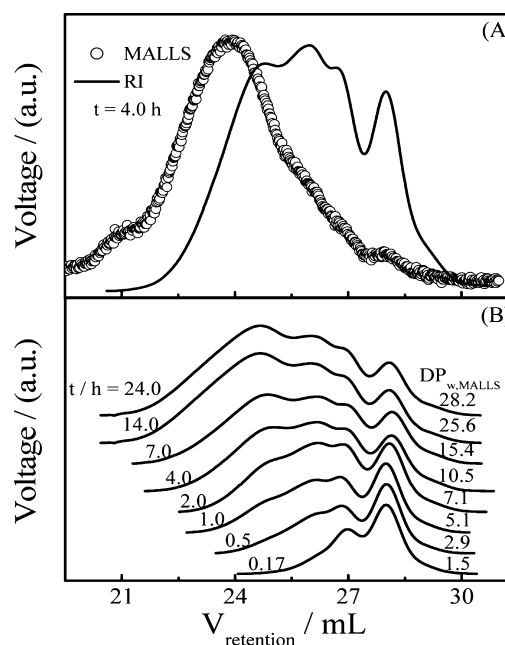 (A)
MALLS
RI
t = 4.0 h
Voltage / (a.u.)
(B)
DP w,MALLS
t / h = 24.0
28.2
14.0
25.6
7.0
15.4
4.0
10.5
2.0
7.1
1.0
5.1
0.5
2.9
0.17
1.5
Voltage / (a.u.)
21 24 27 30
V retention / mL